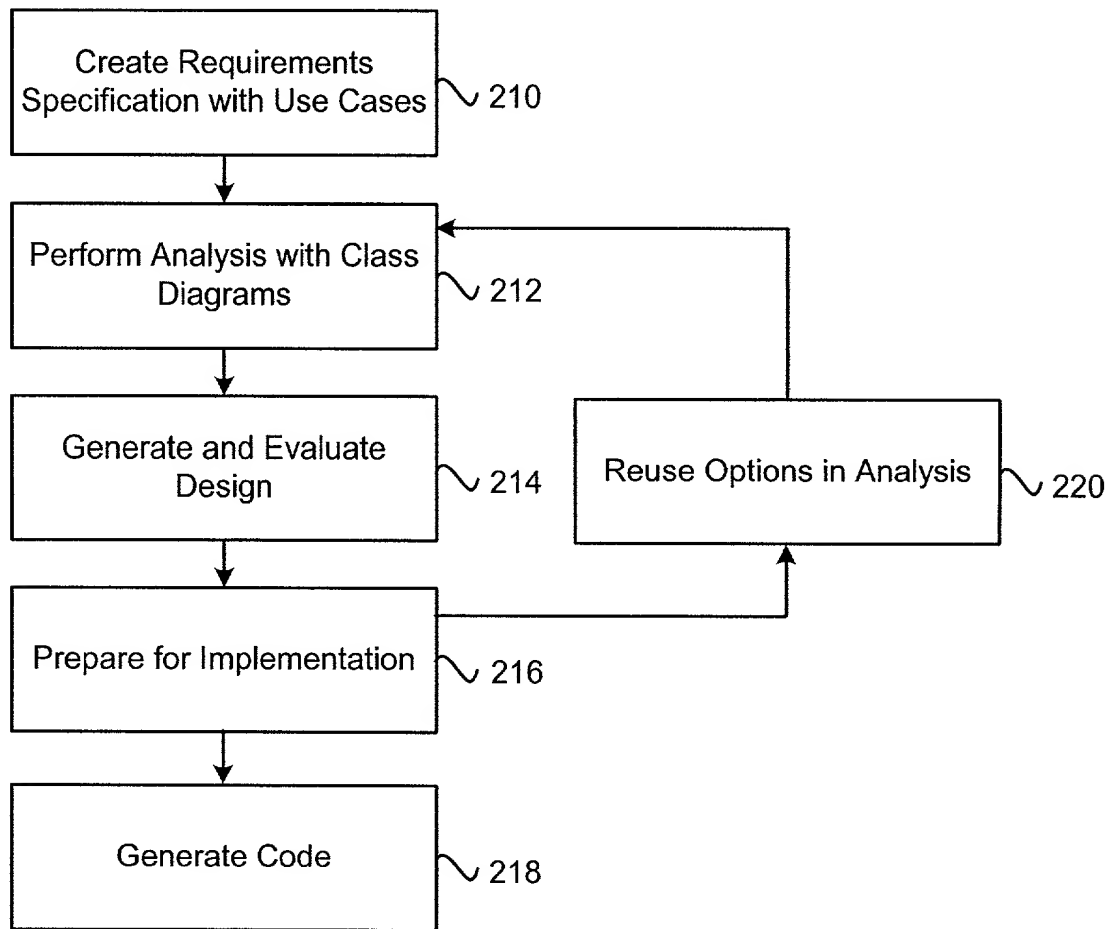 Create Requirements
Specification with Use Cases
210
Perform Analysis with Class
Diagrams
212
Generate and Evaluate
Design
214
Reuse Options in Analysis
220
Prepare for Implementation
216
Generate Code
218